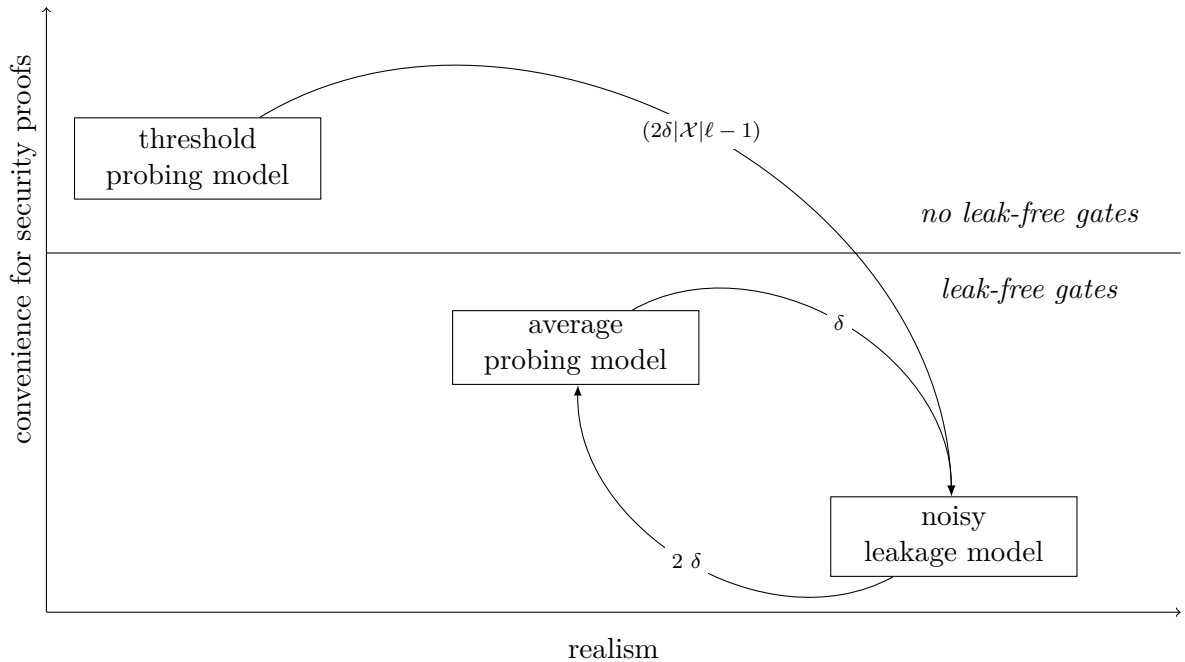 convenience for security proofs
threshold
probing model
(2δ|𝒳|ℓ − 1)
no leak-free gates
leak-free gates
average
probing model
δ
noisy
leakage model
2 δ
realism